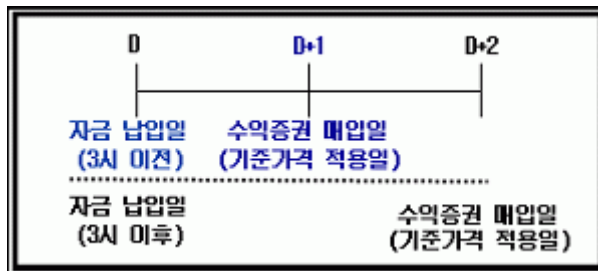 D D+1 D+2
자금 납입일 수익증권 매입일
(3시 이전) (기준가격 적용일)
자금 납입일 수익증권 매입일
(3시 이후) (기준가격 적용일)